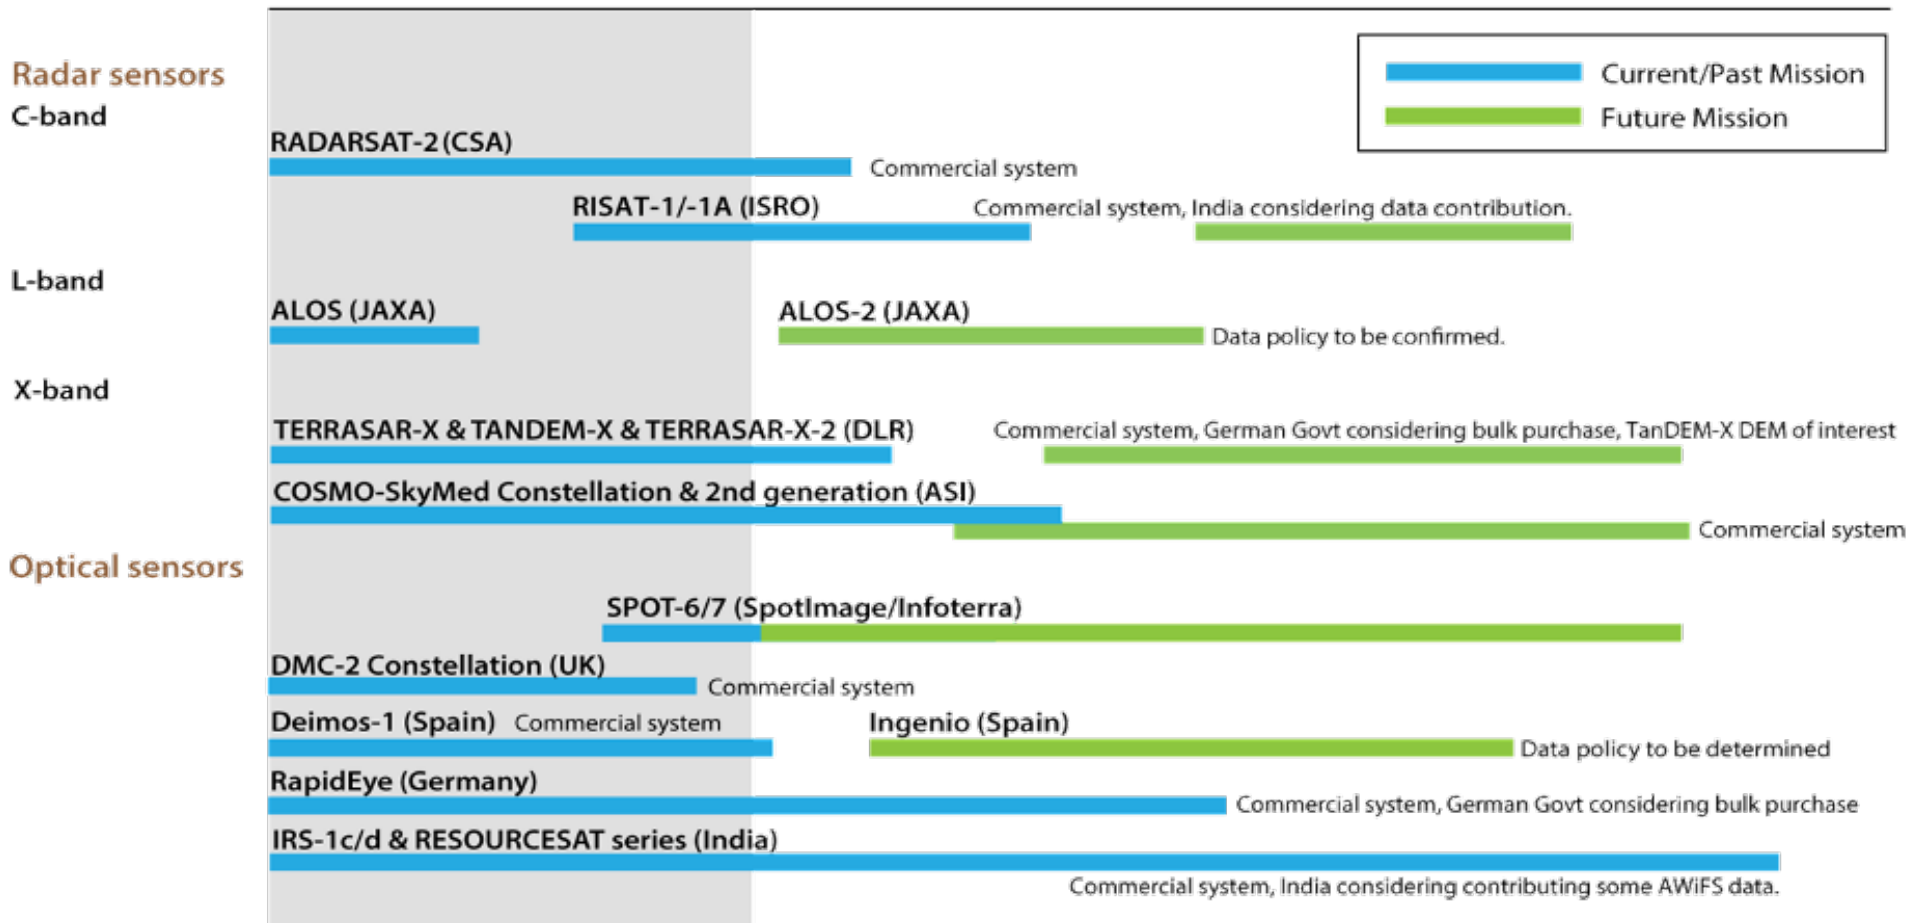 Radar sensors
Current/Past Mission
C-band
Future Mission
RADARSAT-2 (CSA)
Commercial system
RISAT-1/-1A (ISRO)
Commercial system, India considering data contribution.
L-band
ALOS (JAXA)
ALOS-2 (JAXA)
Data policy to be confirmed.
X-band
TERRASAR-X & TANDEM-X & TERRASAR-X-2 (DLR)
Commercial system, German Govt considering bulk purchase, TanDEM-X DEM of interest
COSMO-SkyMed Constellation & 2nd generation (ASI)
Commercial system
Optical sensors
SPOT-6/7 (SpotImage/Infoterra)
DMC-2 Constellation (UK)
Commercial system
Deimos-1 (Spain)
Commercial system
Ingenio (Spain)
Data policy to be determined
RapidEye (Germany)
Commercial system, German Govt considering bulk purchase
IRS-1c/d & RESOURCESAT series (India)
Commercial system, India considering contributing some AWiFS data.